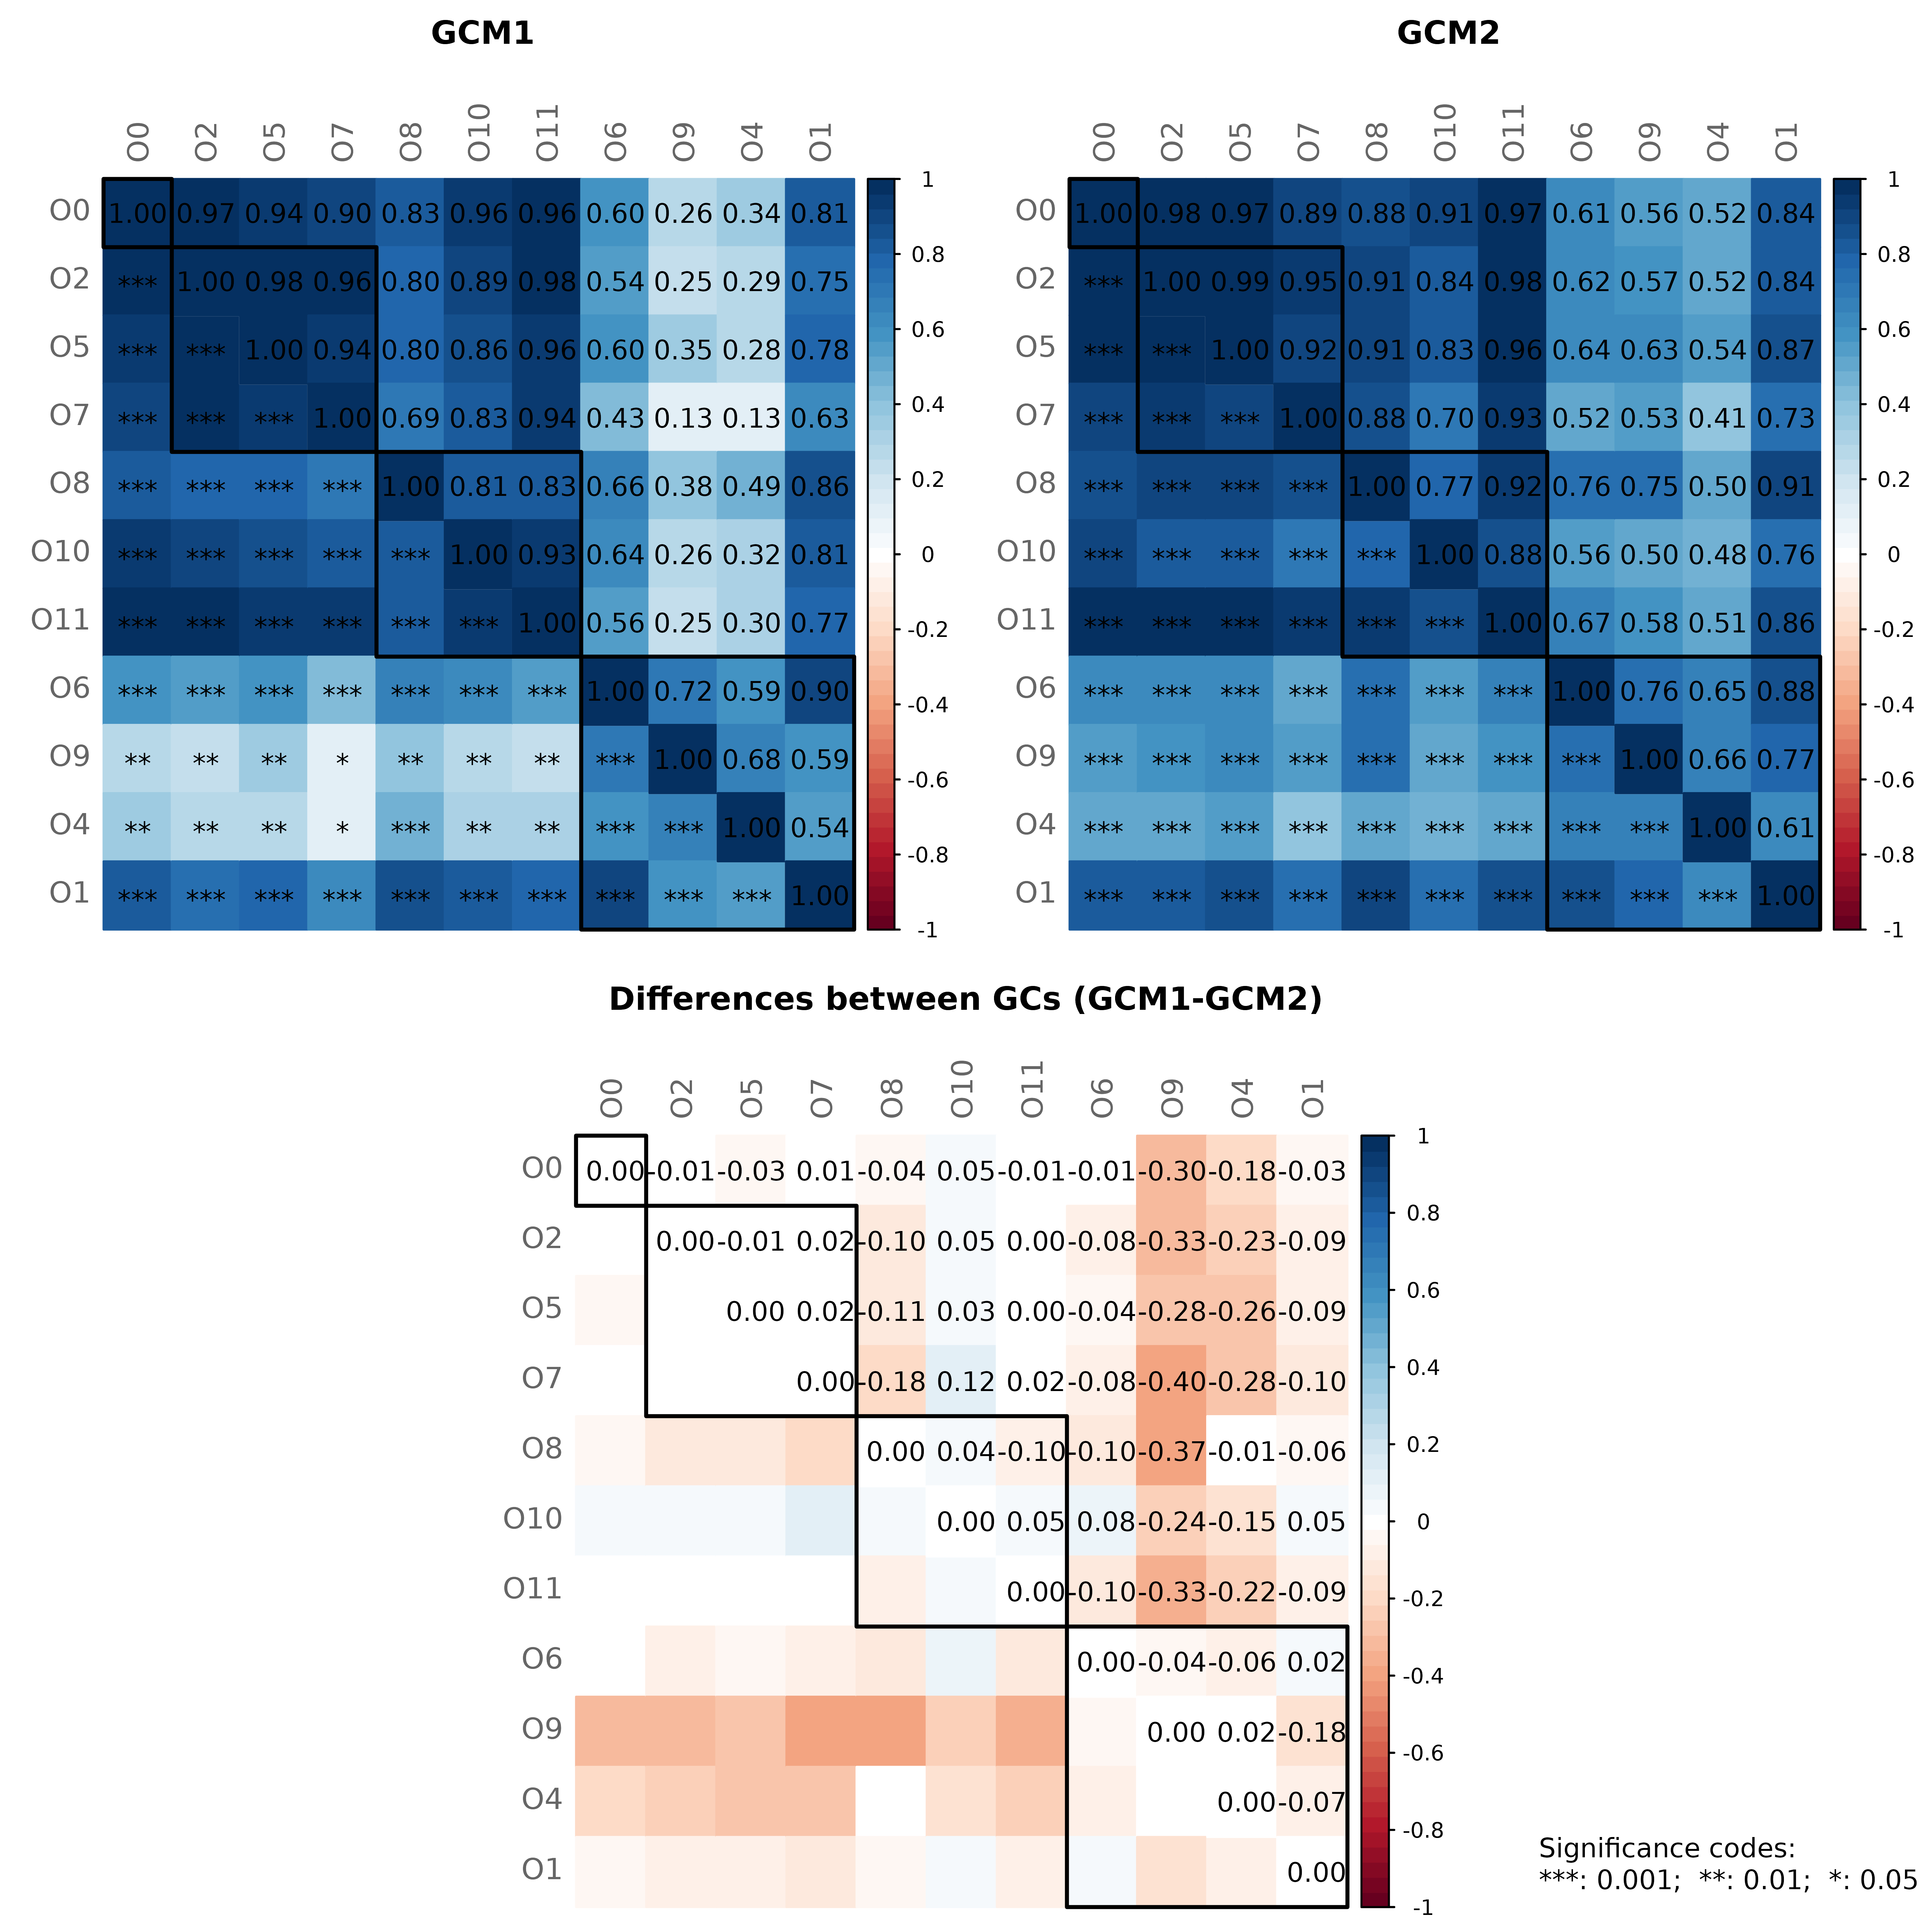 GCM1
O0 O2 O5 O7 O8 O10 O11 O6 O9 O4 O1
O0 1.00 0.97 0.94 0.90 0.83 0.96 0.96 0.60 0.26 0.34 0.81
O2 *** 1.00 0.98 0.96 0.80 0.89 0.98 0.54 0.25 0.29 0.75
O5 *** *** 1.00 0.94 0.80 0.86 0.96 0.60 0.35 0.28 0.78
O7 *** *** *** 1.00 0.69 0.83 0.94 0.43 0.13 0.13 0.63
O8 *** *** *** *** 1.00 0.81 0.83 0.66 0.38 0.49 0.86
O10 *** *** *** *** *** 1.00 0.93 0.64 0.26 0.32 0.81
O11 *** *** *** *** *** *** 1.00 0.56 0.25 0.30 0.77
O6 *** *** *** *** *** *** *** 1.00 0.72 0.59 0.90
O9 ** ** ** * ** ** ** *** 1.00 0.68 0.59
O4 ** ** ** * *** ** ** *** *** 1.00 0.54
O1 *** *** *** *** *** *** *** *** *** *** 1.00
1
0.8
0.6
0.4
0.2
0
-0.2
-0.4
-0.6
-0.8
-1
GCM2
O0 O2 O5 O7 O8 O10 O11 O6 O9 O4 O1
O0 1.00 0.98 0.97 0.89 0.88 0.91 0.97 0.61 0.56 0.52 0.84
O2 *** 1.00 0.99 0.95 0.91 0.84 0.98 0.62 0.57 0.52 0.84
O5 *** *** 1.00 0.92 0.91 0.83 0.96 0.64 0.63 0.54 0.87
O7 *** *** *** 1.00 0.88 0.70 0.93 0.52 0.53 0.41 0.73
O8 *** *** *** *** 1.00 0.77 0.92 0.76 0.75 0.50 0.91
O10 *** *** *** *** *** 1.00 0.88 0.56 0.50 0.48 0.76
O11 *** *** *** *** *** *** 1.00 0.67 0.58 0.51 0.86
O6 *** *** *** *** *** *** *** 1.00 0.76 0.65 0.88
O9 *** *** *** *** *** *** *** *** 1.00 0.66 0.77
O4 *** *** *** *** *** *** *** *** *** 1.00 0.61
O1 *** *** *** *** *** *** *** *** *** *** 1.00
1
0.8
0.6
0.4
0.2
0
-0.2
-0.4
-0.6
-0.8
-1
Differences between GCs (GCM1-GCM2)
O0 O2 O5 O7 O8 O10 O11 O6 O9 O4 O1
O0 0.00 -0.01 -0.03 0.01 -0.04 0.05 -0.01 -0.01 -0.30 -0.18 -0.03
O2 0.00 -0.01 0.02 -0.10 0.05 0.00 -0.08 -0.33 -0.23 -0.09
O5 0.00 0.02 -0.11 0.03 0.00 -0.04 -0.28 -0.26 -0.09
O7 0.00 -0.18 0.12 0.02 -0.08 -0.40 -0.28 -0.10
O8 0.00 0.04 -0.10 -0.10 -0.37 -0.01 -0.06
O10 0.00 0.05 0.08 -0.24 -0.15 0.05
O11 0.00 -0.10 -0.33 -0.22 -0.09
O6 0.00 -0.04 -0.06 0.02
O9 0.00 0.02 -0.18
O4 0.00 -0.07
O1 0.00
1
0.8
0.6
0.4
0.2
0
-0.2
-0.4
-0.6
-0.8
-1
Significance codes:
***: 0.001; **: 0.01; *: 0.05